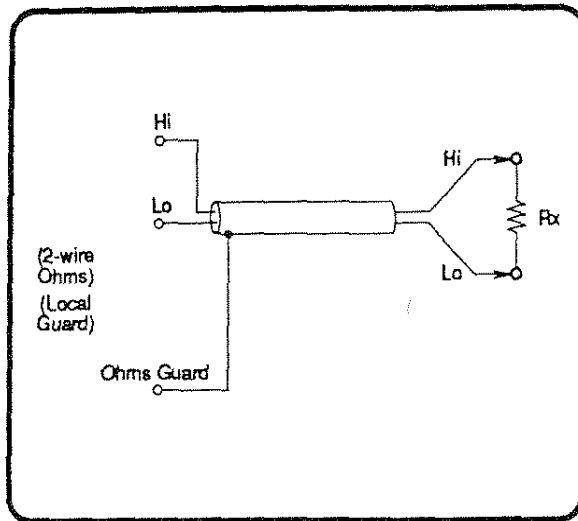 Hi
Hi
Lo
Rx
(2-wire
Ohms)
(Local
Guard)
Lo
Ohms Guard